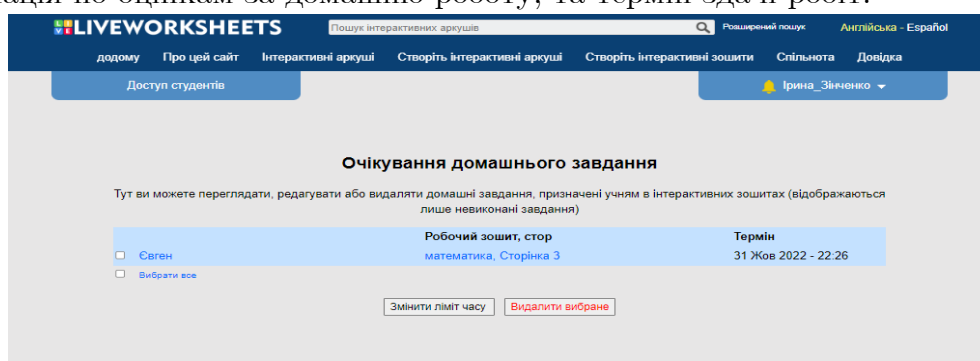 по оцінкам за домашню роботу, та термін здачі робіт.
LIVEWORKSHEETS
Пошук інтерактивних аркушів
Розширений пошук
Англійська - Español
додому Про цей сайт Інтерактивні аркуші Створіть інтерактивні аркуші Створіть інтерактивні зошити Спільнота Довідка
Доступ студентів
Ірина_Зінченко
Очікування домашнього завдання
Тут ви можете переглядати, редагувати або видаляти домашні завдання, призначені учням в інтерактивних зошитах (відображаються
лише невиконані завдання)
Робочий зошит, стор Термін
Євген математика, Сторінка 3 31 Жов 2022 - 22:26
Вибрати все
Змінити ліміт часу Видалити вибране